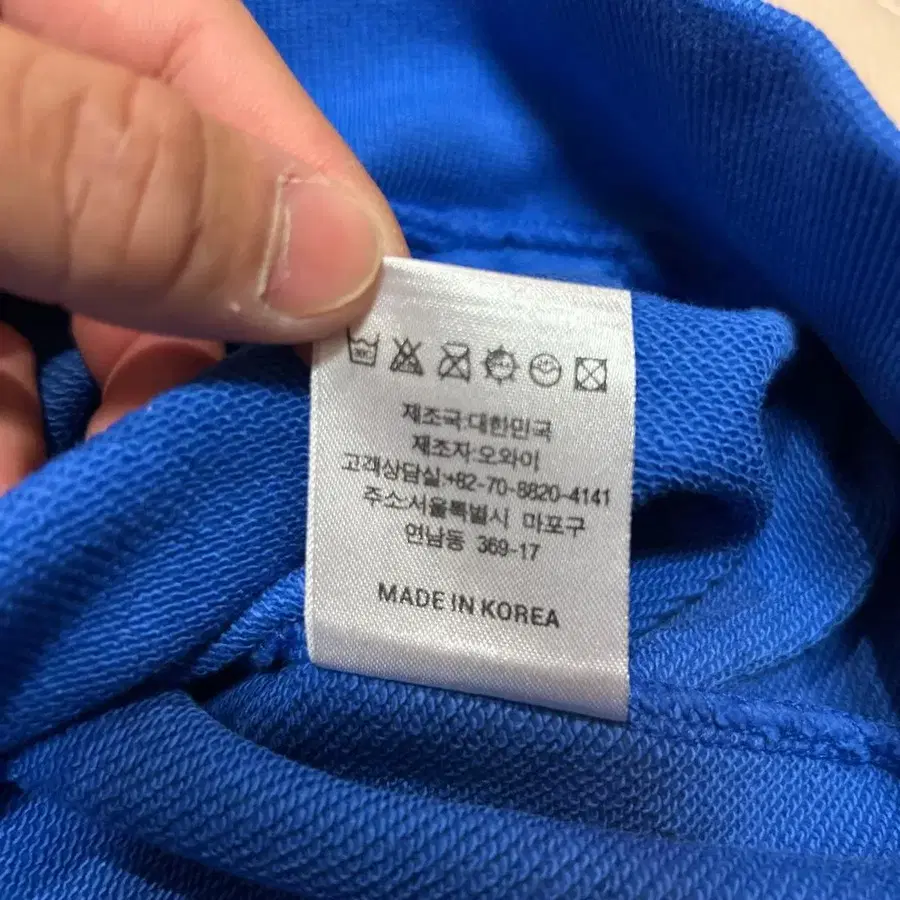 제조국:대한민국
제조자:오와이
고객상담실:+82-70-8820-4141
주소:서울특별시 마포구
연남동 369-17
MADE IN KOREA